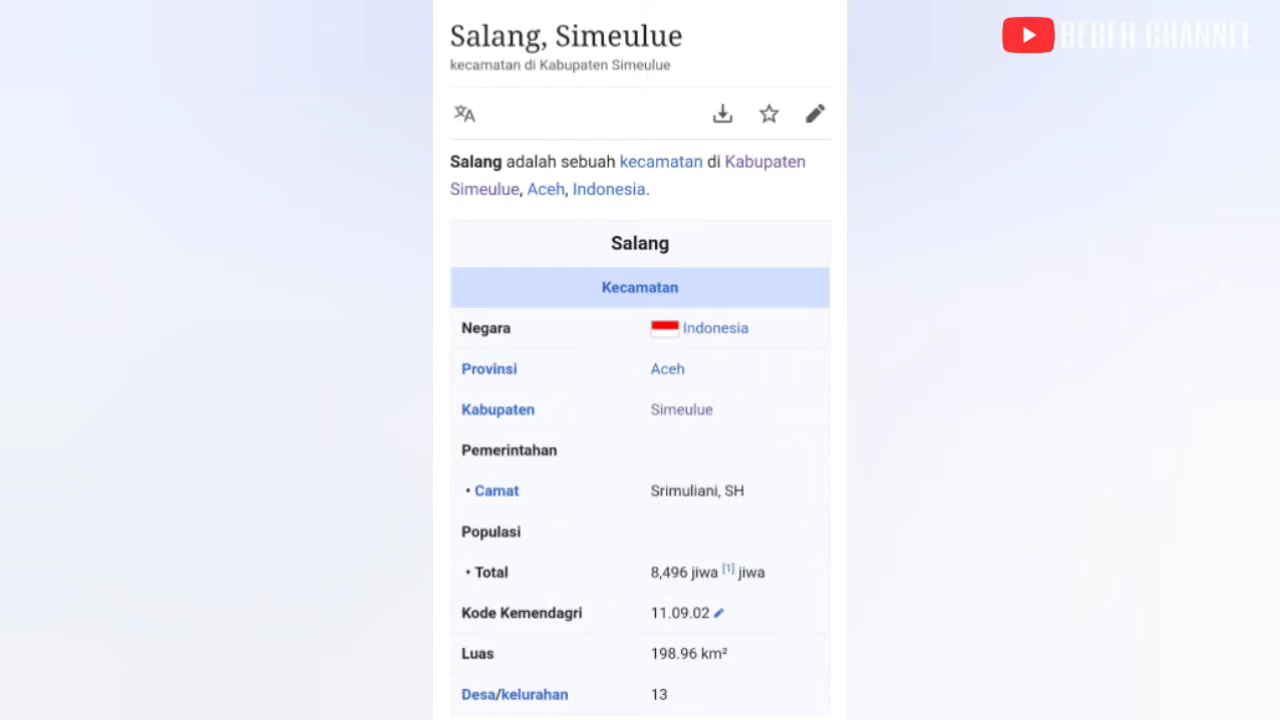 BEBEH CHANNEL
Salang, Simeulue
kecamatan di Kabupaten Simeulue
Salang adalah sebuah kecamatan di Kabupaten
Simeulue, Aceh, Indonesia.
Salang
Kecamatan
Negara Indonesia
Provinsi Aceh
Kabupaten Simeulue
Pemerintahan
• Camat Srimuliani, SH
Populasi
• Total 8,496 jiwa [1] jiwa
Kode Kemendagri 11.09.02
Luas 198.96 km²
Desa/kelurahan 13